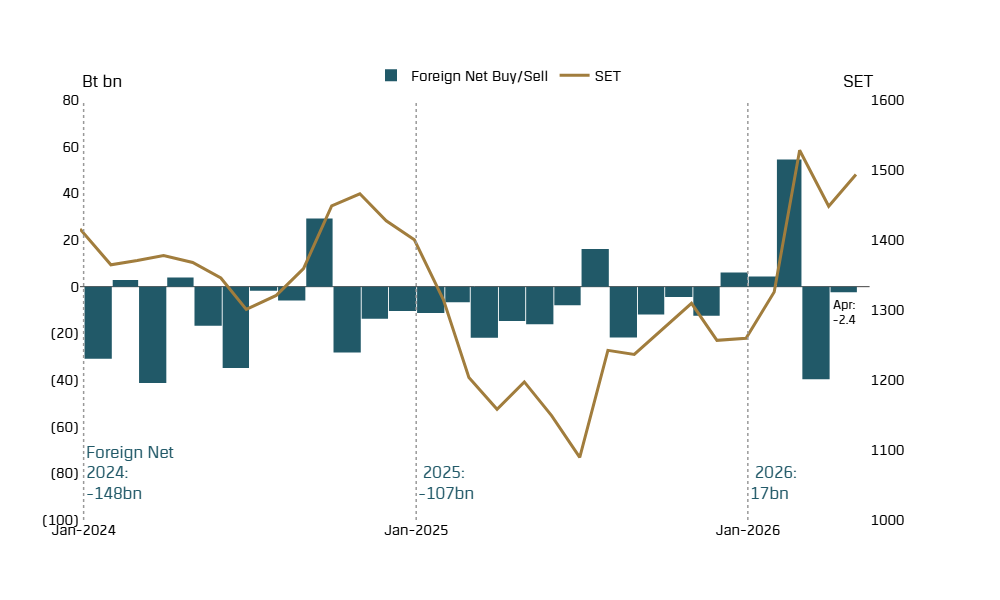 Bt bn
Foreign Net Buy/Sell
SET
SET
80
60
40
20
0
(20)
(40)
(60)
(80)
(100)
1600
1500
1400
1300
1200
1100
1000
Apr:
-2.4
Foreign Net
2024:
-148bn
2025:
-107bn
2026:
17bn
Jan-2024
Jan-2025
Jan-2026